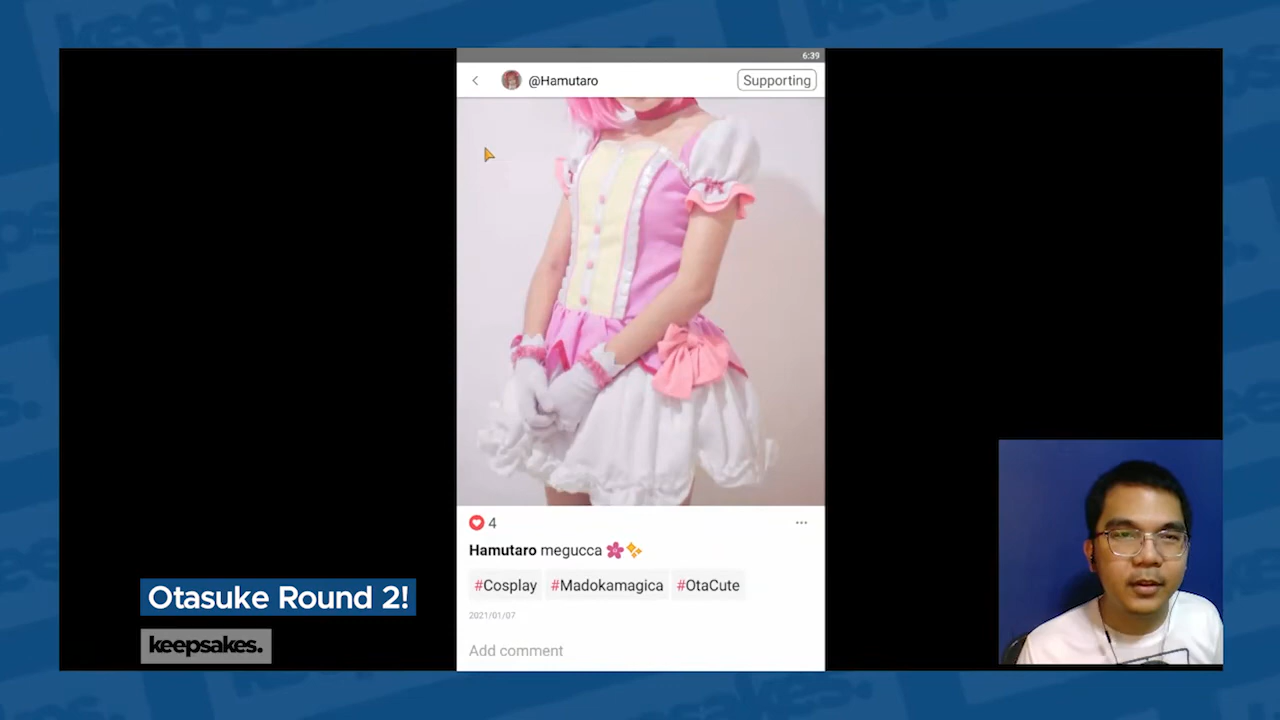 6:39
@Hamutaro
Supporting
4
Hamutaro megucca
#Cosplay #Madokamagica #OtaCute
2021/01/07
Add comment
Otasuke Round 2!
keepsakes.